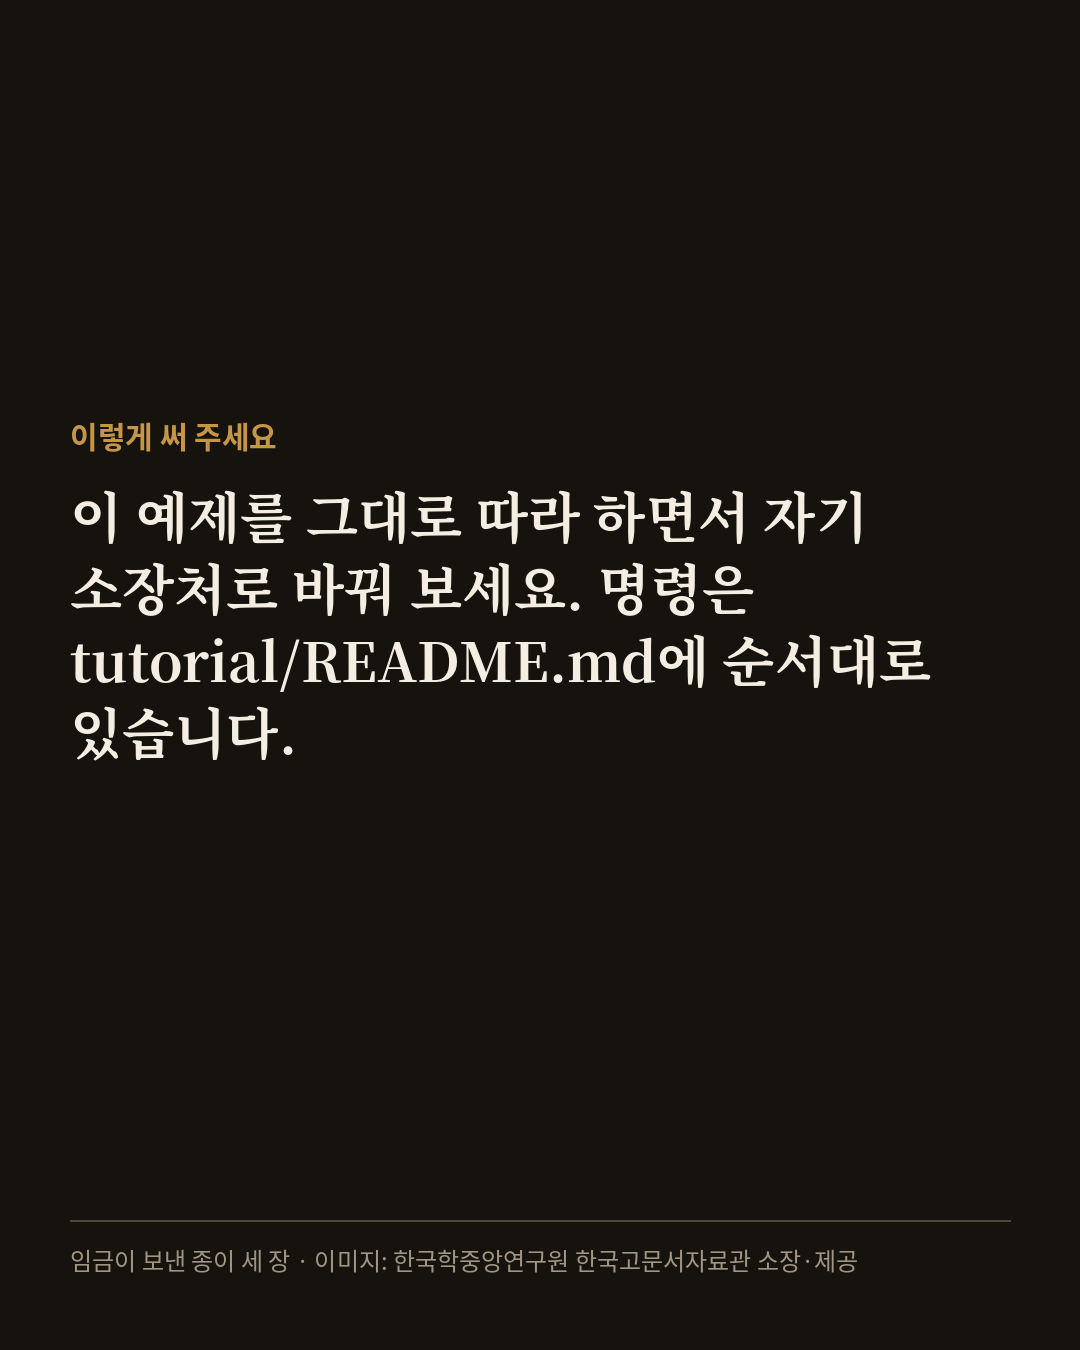 이렇게 써 주세요
이 예제를 그대로 따라 하면서 자기
소장처로 바꿔 보세요. 명령은
tutorial/README.md에 순서대로
있습니다.
임금이 보낸 종이 세 장 · 이미지: 한국학중앙연구원 한국고문서자료관 소장·제공